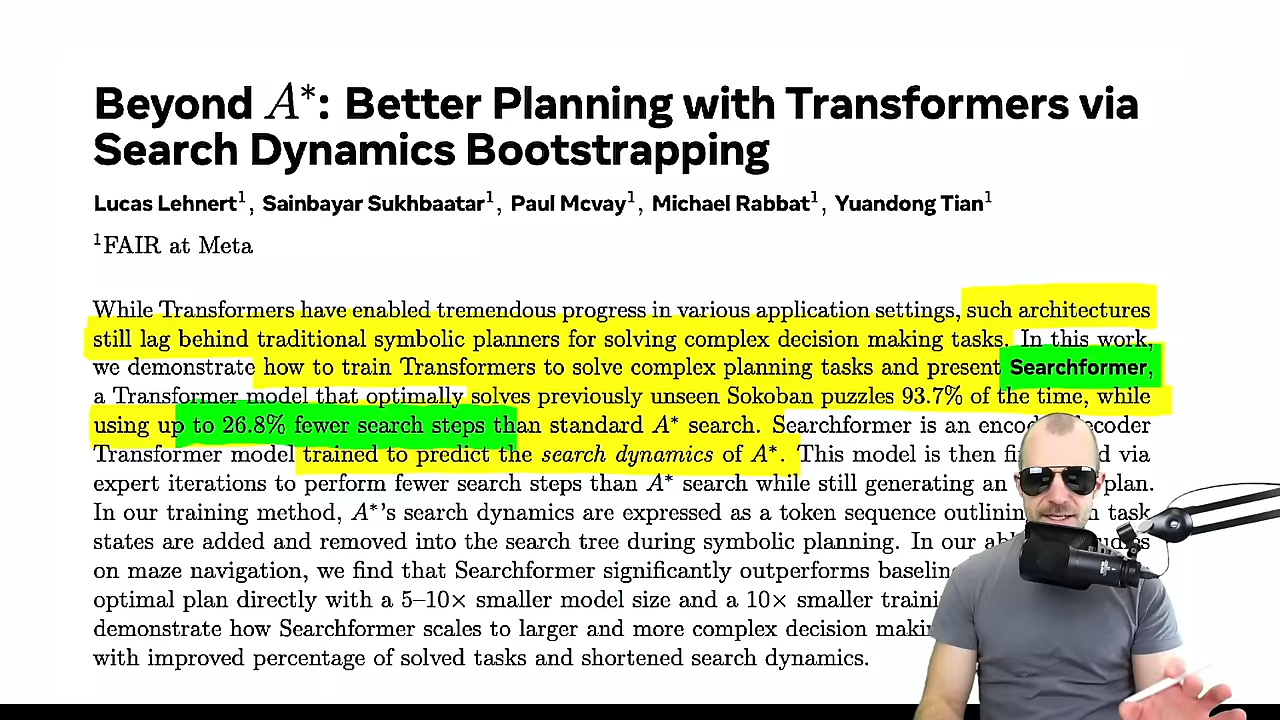 Beyond A*: Better Planning with Transformers via
Search Dynamics Bootstrapping
Lucas Lehnert¹, Sainbayar Sukhbaatar¹, Paul Mcvay¹, Michael Rabbat¹, Yuandong Tian¹
¹FAIR at Meta
While Transformers have enabled tremendous progress in various application settings, such architectures
still lag behind traditional symbolic planners for solving complex decision making tasks. In this work,
we demonstrate how to train Transformers to solve complex planning tasks and present Searchformer,
a Transformer model that optimally solves previously unseen Sokoban puzzles 93.7% of the time, while
using up to 26.8% fewer search steps than standard A* search. Searchformer is an
Transformer model trained to predict the search dynamics of A*. This model is then via
expert iterations to perform fewer search steps than A* search while still generating an plan.
In our training method, A*'s search dynamics are expressed as a token sequence task
states are added and removed into the search tree during symbolic planning. In our
on maze navigation, we find that Searchformer significantly outperforms
optimal plan directly with a 5–10× smaller model size and a 10× smaller
demonstrate how Searchformer scales to larger and more complex decision
with improved percentage of solved tasks and shortened search dynamics.